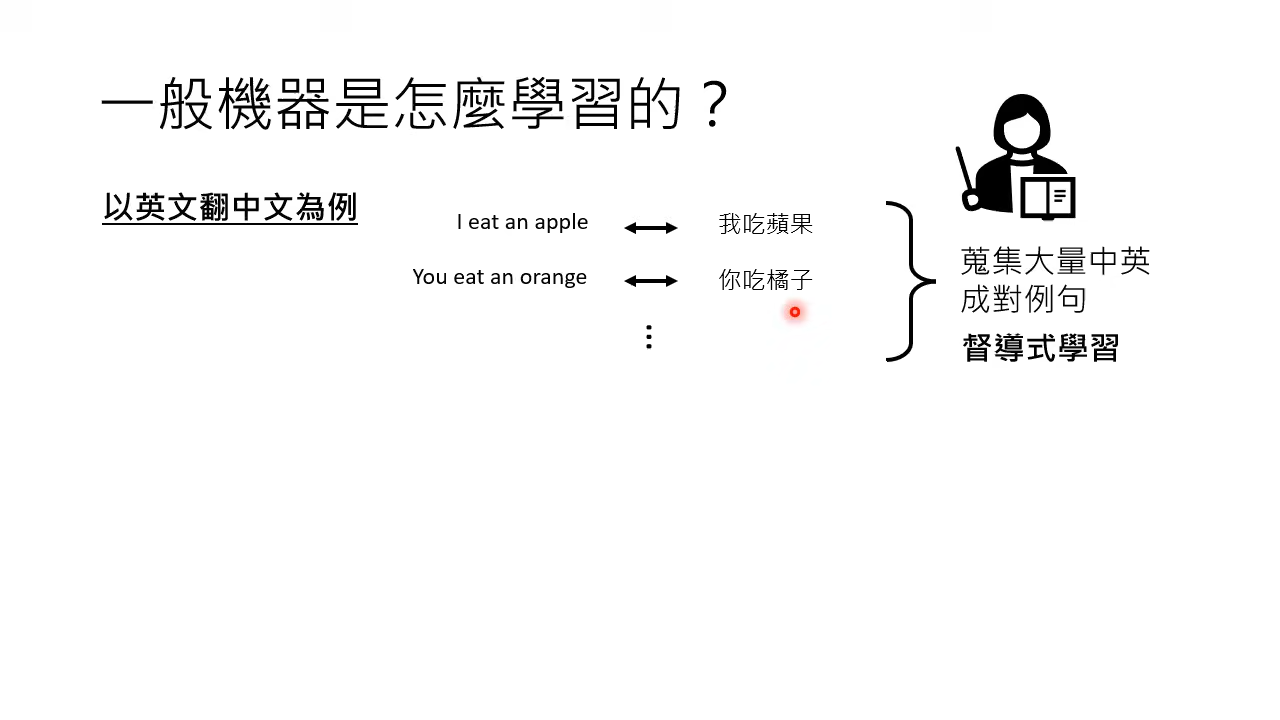 一般機器是怎麼學習的？
以英文翻中文為例
I eat an apple
我吃蘋果
You eat an orange
你吃橘子
蒐集大量中英
成對例句
督導式學習